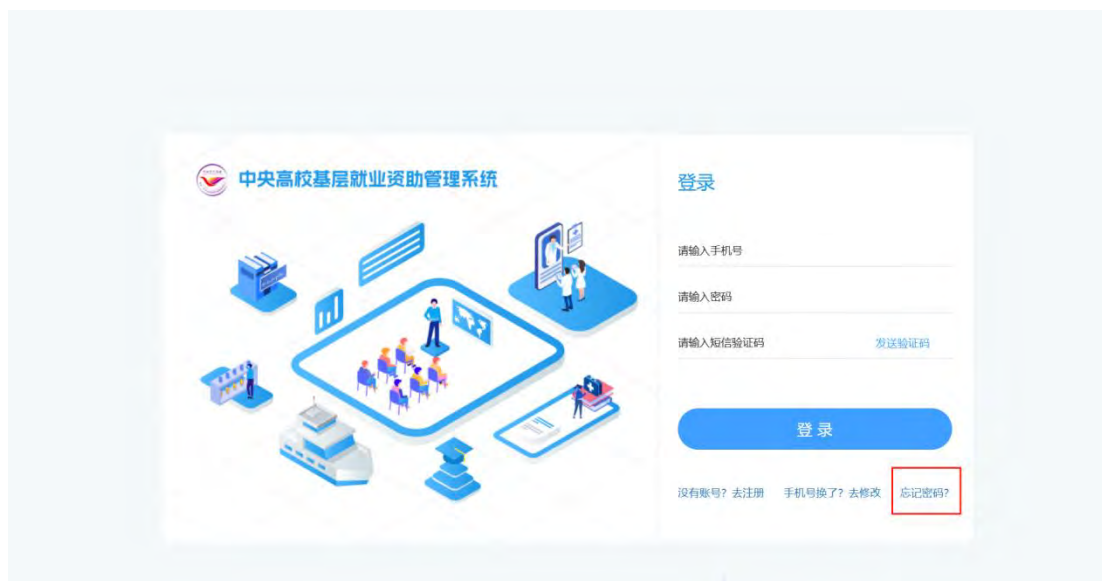 中央高校基层就业资助管理系统
登录
请输入手机号
请输入密码
请输入短信验证码 发送验证码
登 录
没有账号？去注册 手机号换了？去修改 忘记密码?